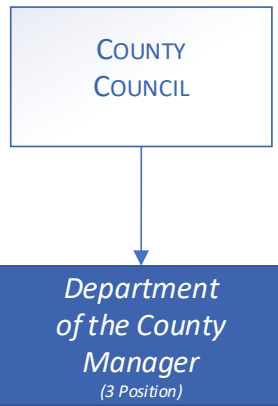 COUNTY
COUNCIL
Department
of the County
Manager
(3 Position)